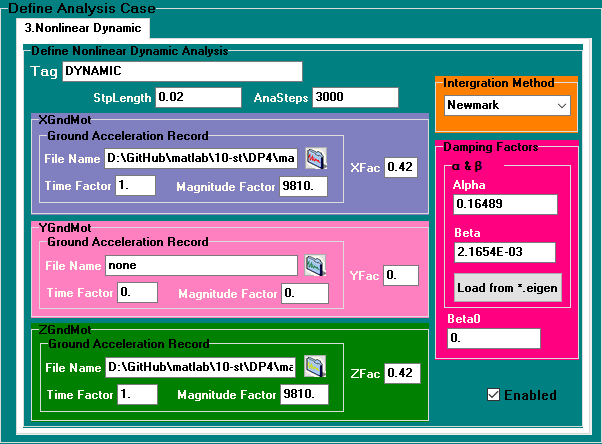 Define Analysis Case
3.Nonlinear Dynamic
Define Nonlinear Dynamic Analysis
Tag DYNAMIC
StpLength 0.02 AnaSteps 3000
XGndMot
Ground Acceleration Record
File Name D:\GitHub\matlab\10-st\DP4\ma
Time Factor 1. Magnitude Factor 9810.
XFac 0.42
YGndMot
Ground Acceleration Record
File Name none
Time Factor 0. Magnitude Factor 0.
YFac 0.
ZGndMot
Ground Acceleration Record
File Name D:\GitHub\matlab\10-st\DP4\ma
Time Factor 1. Magnitude Factor 9810.
ZFac 0.42
Intergration Method
Newmark
Damping Factors
α & β
Alpha
0.16489
Beta
2.1654E-03
Load from *.eigen
Beta0
0.
Enabled